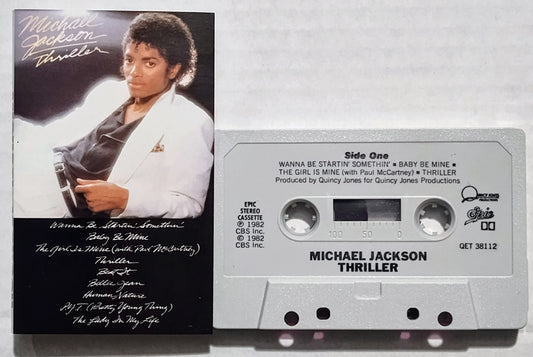 Michael
Jackson
Thriller
Wanna Be Startin' Somethin'
Baby Be Mine
The Girl Is Mine (with Paul McCartney)
Thriller
Beat It
Billie Jean
Human Nature
P.Y.T. (Pretty Young Thing)
The Lady In My Life
Side One
WANNA BE STARTIN' SOMETHIN' ▪ BABY BE MINE ▪
THE GIRL IS MINE (with Paul McCartney) ▪ THRILLER
Produced by Quincy Jones for Quincy Jones Productions
EPIC
STEREO
CASSETTE
℗ 1982
CBS Inc.
© 1982
CBS Inc.
100 50 0
QUINCY JONES
PRODUCTIONS
Epic
QET 38112
MICHAEL JACKSON
THRILLER